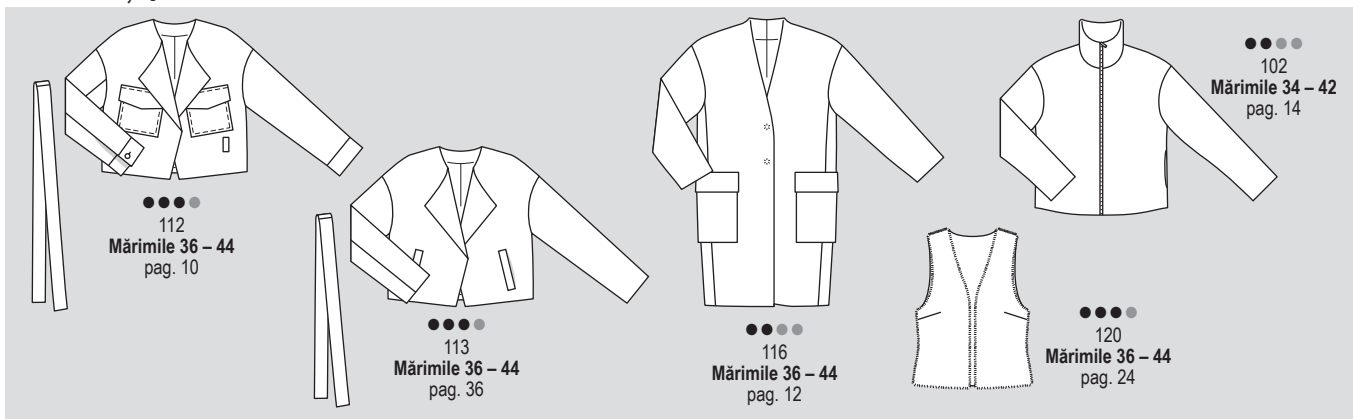 112
Mărimile 36 – 44
pag. 10
113
Mărimile 36 – 44
pag. 36
116
Mărimile 36 – 44
pag. 12
102
Mărimile 34 – 42
pag. 14
120
Mărimile 36 – 44
pag. 24